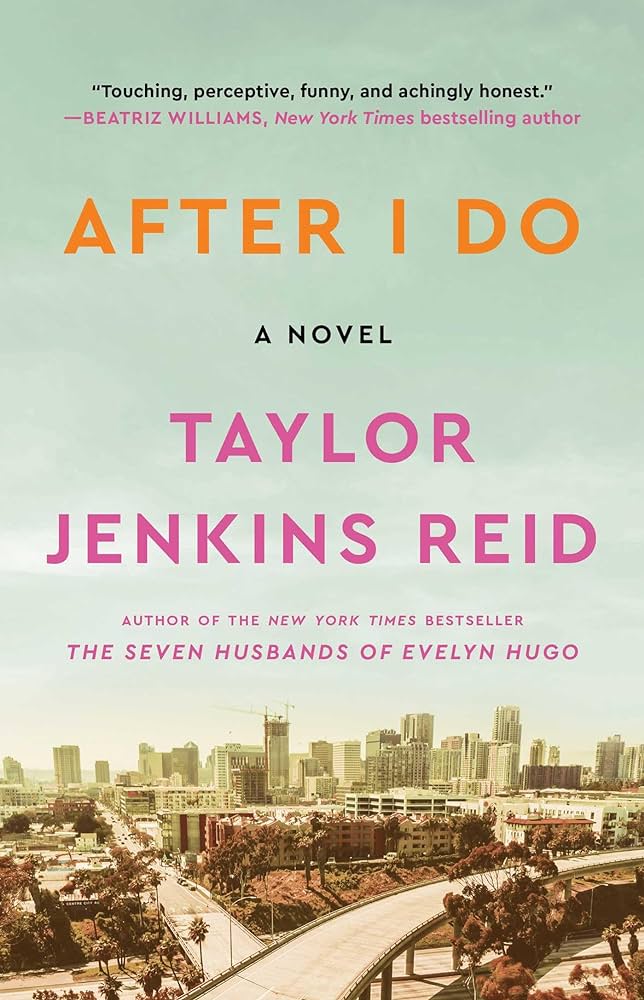 “Touching, perceptive, funny, and achingly honest.”
—BEATRIZ WILLIAMS, New York Times bestselling author
AFTER I DO
A NOVEL
TAYLOR
JENKINS REID
AUTHOR OF THE NEW YORK TIMES BESTSELLER
THE SEVEN HUSBANDS OF EVELYN HUGO